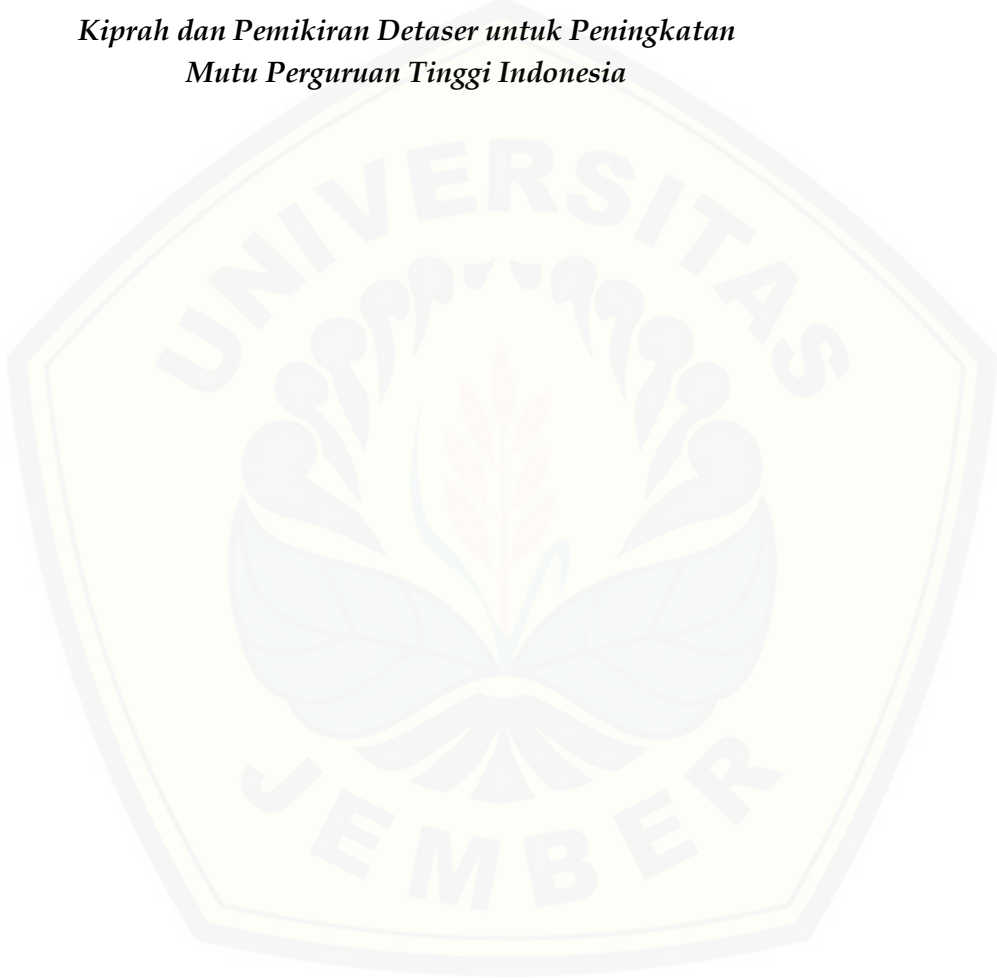 Kiprah dan Pemikiran Detaser untuk Peningkatan
Mutu Perguruan Tinggi Indonesia
UNIVERSITAS
JEMBER